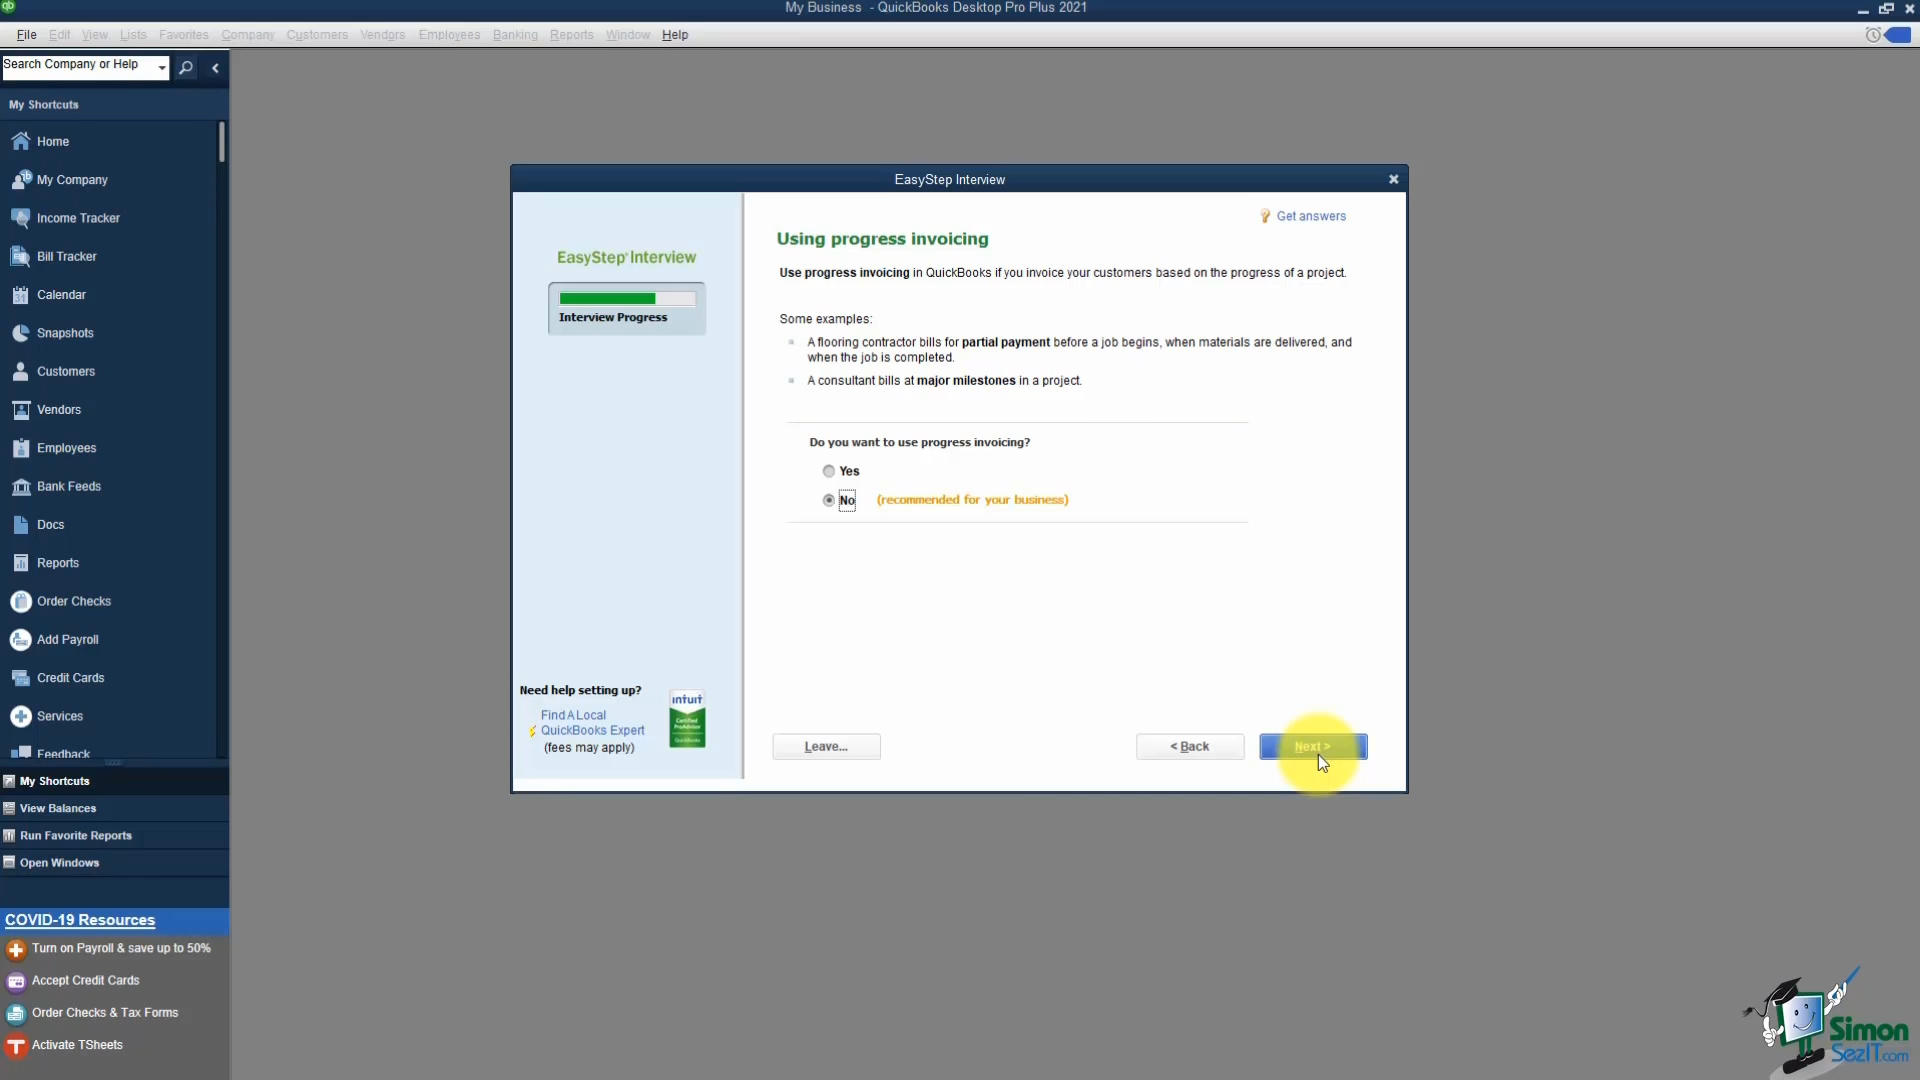 My Business - QuickBooks Desktop Pro Plus 2021
File Edit View Lists Favorites Company Customers Vendors Employees Banking Reports Window Help
Search Company or Help
My Shortcuts
Home
My Company
Income Tracker
Bill Tracker
Calendar
Snapshots
Customers
Vendors
Employees
Bank Feeds
Docs
Reports
Order Checks
Add Payroll
Credit Cards
Services
Feedback
My Shortcuts
View Balances
Run Favorite Reports
Open Windows
COVID-19 Resources
Turn on Payroll & save up to 50%
Accept Credit Cards
Order Checks & Tax Forms
Activate TSheets
EasyStep Interview
EasyStep® Interview
Interview Progress
Need help setting up?
Find A Local
QuickBooks Expert
(fees may apply)
intuit
Certified
ProAdvisor
QuickBooks
Get answers
Using progress invoicing
Use progress invoicing in QuickBooks if you invoice your customers based on the progress of a project.
Some examples:
A flooring contractor bills for partial payment before a job begins, when materials are delivered, and
when the job is completed.
A consultant bills at major milestones in a project.
Do you want to use progress invoicing?
Yes
No (recommended for your business)
Leave... < Back Next >
Simon
SezIT.com